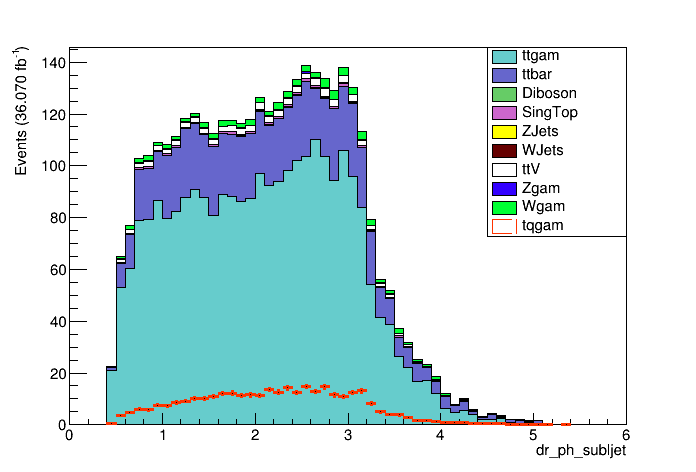 Events (36.070 fb⁻¹)
140
120
100
80
60
40
20
0
0 1 2 3 4 5 6
dr_ph_subljet
ttgam
ttbar
Diboson
SingTop
ZJets
WJets
ttV
Zgam
Wgam
tqgam